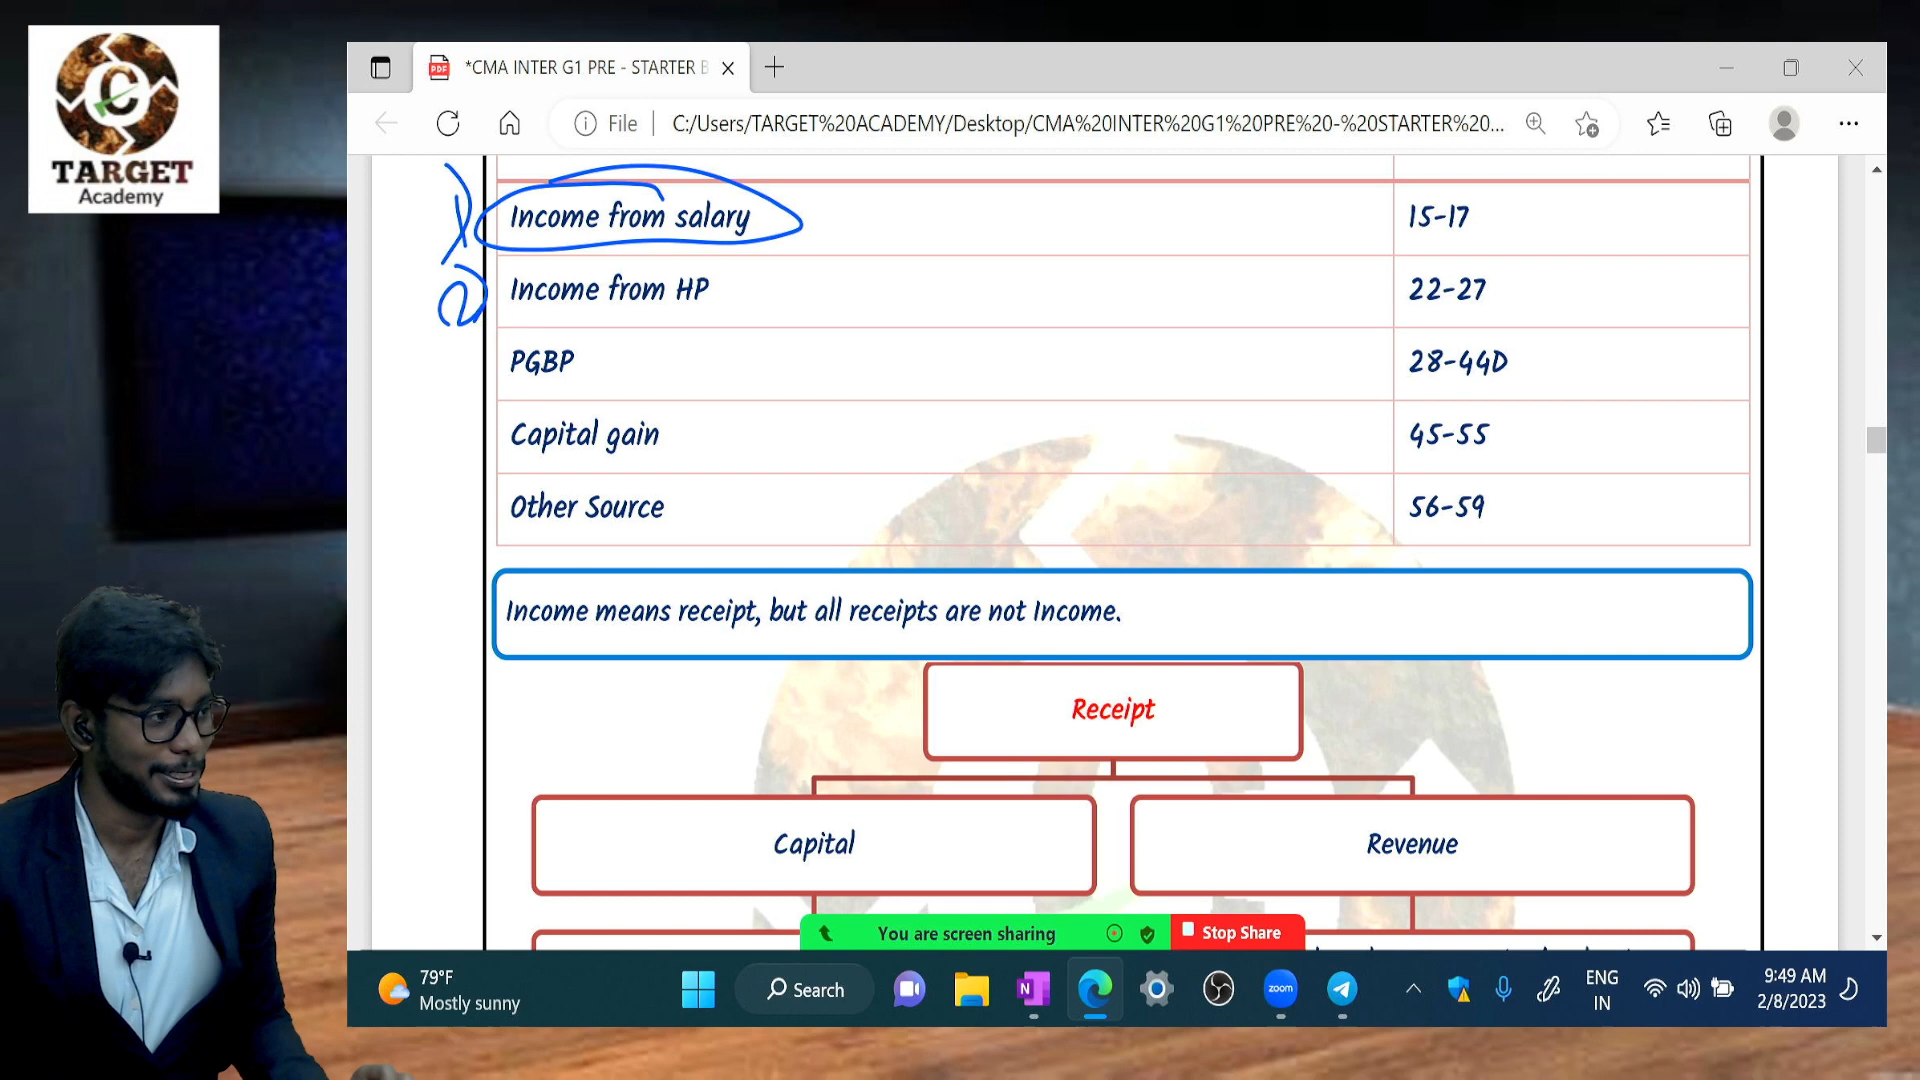 TARGET
Academy
*CMA INTER G1 PRE - STARTER B
File
C:/Users/TARGET%20ACADEMY/Desktop/CMA%20INTER%20G1%20PRE%20-%20STARTER%20...
1) Income from salary 15-17
2) Income from HP 22-27
PGBP 28-44D
Capital gain 45-55
Other Source 56-59
Income means receipt, but all receipts are not Income.
Receipt
Capital Revenue
You are screen sharing Stop Share
79°F
Mostly sunny
Search
N
zoom
ENG
IN
9:49 AM
2/8/2023